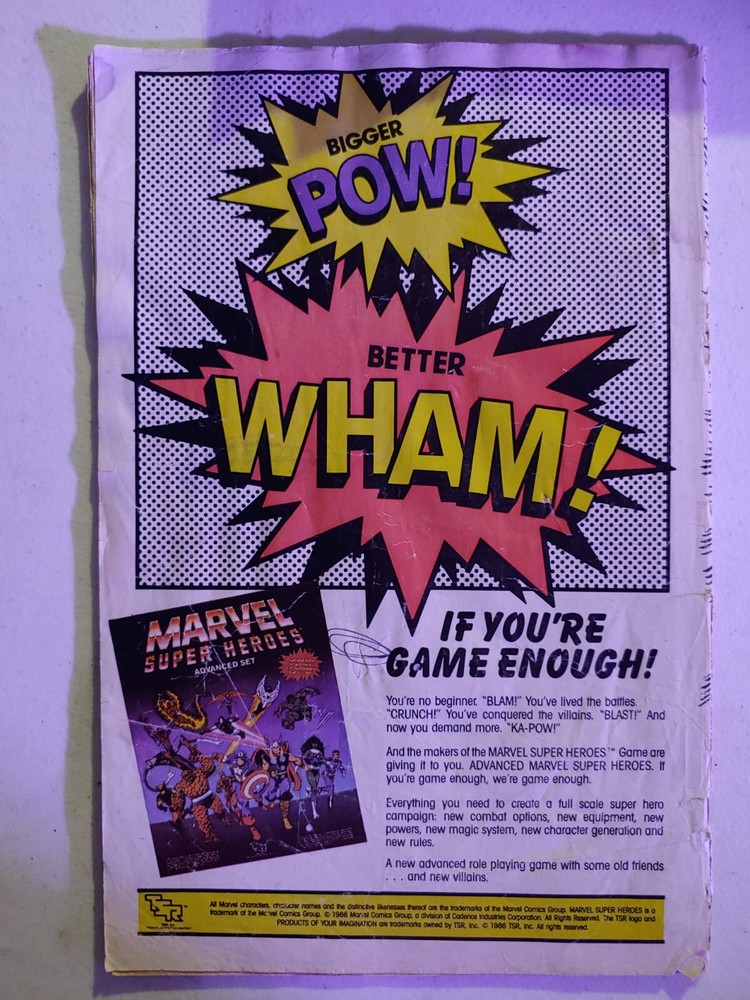 BIGGER
POW!
BETTER
WHAM!
MARVEL
SUPER HEROES
ADVANCED SET
IF YOU'RE
GAME ENOUGH!
You're no beginner. "BLAM!" You've lived the battles.
"CRUNCH!" You've conquered the villains. "BLAST!" And
now you demand more. "KA-POW!"
And the makers of the MARVEL SUPER HEROES™ Game are
giving it to you. ADVANCED MARVEL SUPER HEROES. If
you're game enough, we're game enough.
Everything you need to create a full scale super hero
campaign: new combat options, new equipment, new
powers, new magic system, new character generation and
new rules.
A new advanced role playing game with some old friends
. . . and new villains.
TSR
All Marvel characters, character names and the distinctive likenesses thereof are the trademarks of the Marvel Comics Group. MARVEL SUPER HEROES is a
trademark of the Marvel Comics Group. © 1986 Marvel Comics Group, a division of Cadence Industries Corporation. All Rights Reserved. The TSR logo and
PRODUCTS OF YOUR IMAGINATION are trademarks owned by TSR, Inc. © 1986 TSR, Inc. All rights reserved.